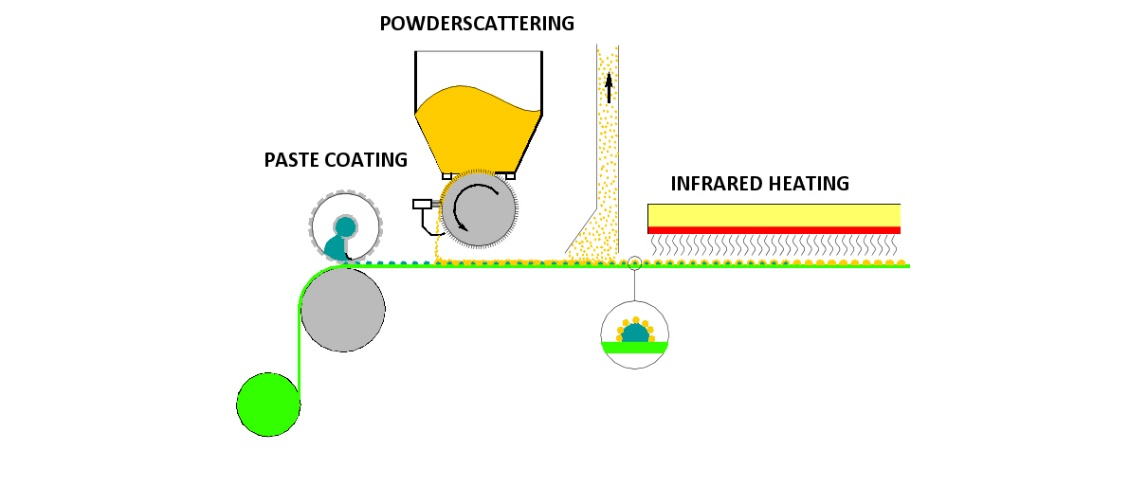 POWDERSCATTERING
PASTE COATING
INFRARED HEATING